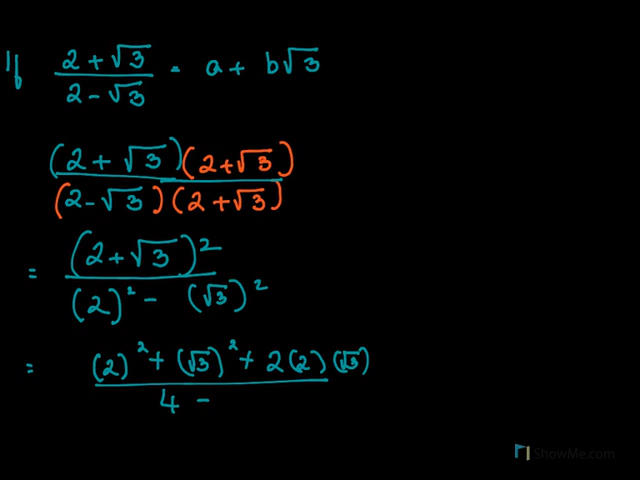 If (2 + √3)/(2 - √3) = a + b√3
(2 + √3)(2 + √3)/(2 - √3)(2 + √3)
= (2 + √3)²/(2)² - (√3)²
= (2)² + (√3)² + 2(2)(√3)/4 -
ShowMe.com